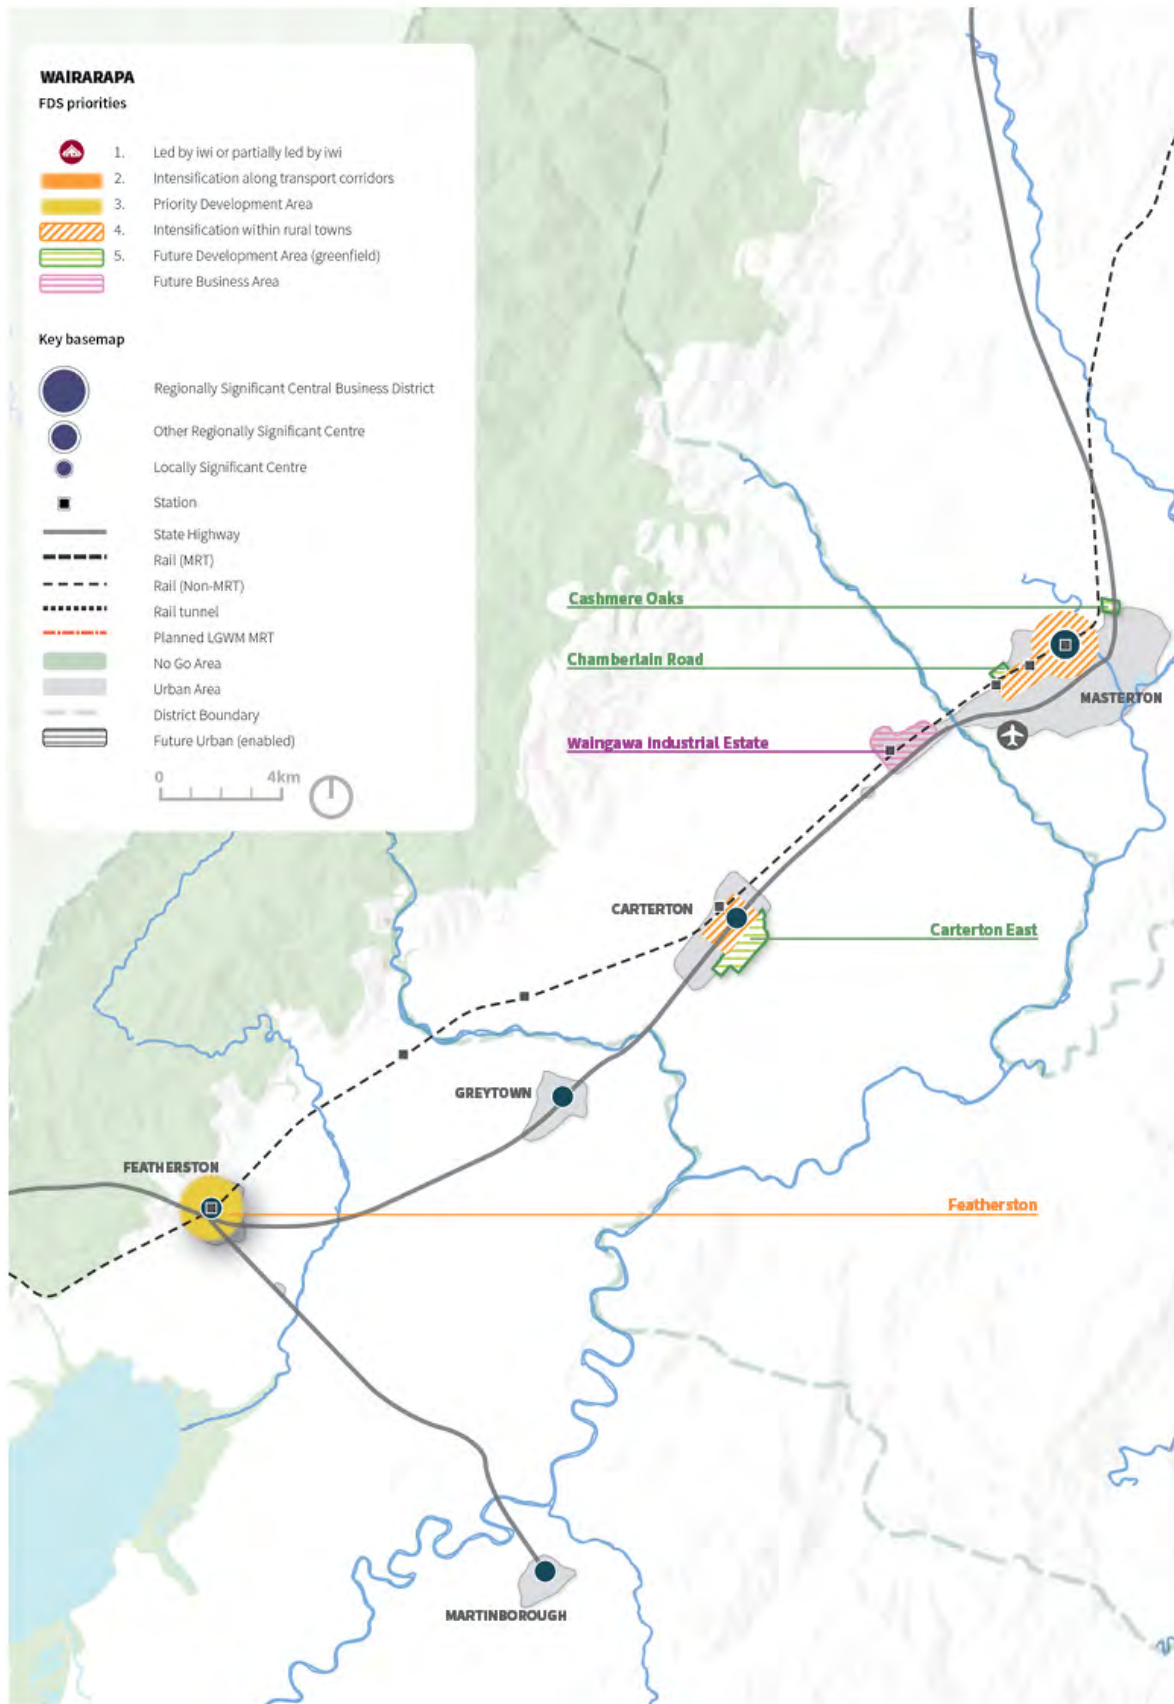 WAIRARAPA
FDS priorities
1. Led by iwi or partially led by iwi
2. Intensification along transport corridors
3. Priority Development Area
4. Intensification within rural towns
5. Future Development Area (greenfield)
Future Business Area
Key basemap
Regionally Significant Central Business District
Other Regionally Significant Centre
Locally Significant Centre
Station
State Highway
Rail (MRT)
Rail (Non-MRT)
Rail tunnel
Planned LGWM MRT
No Go Area
Urban Area
District Boundary
Future Urban (enabled)
0 4km
Cashmere Oaks
Chamberlain Road
MASTERTON
Waingawa Industrial Estate
CARTERTON
Carterton East
GREYTOWN
FEATHERSTON
Featherston
MARTINBOROUGH